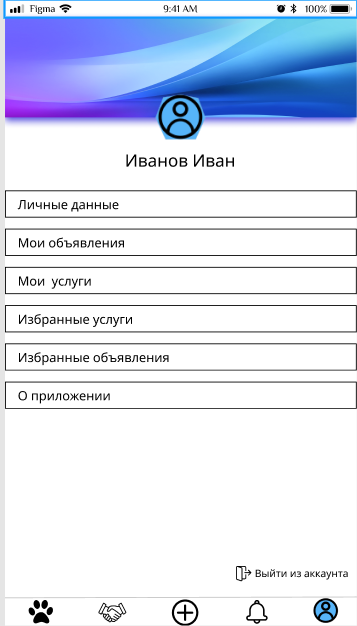 Figma 9:41 AM 100%
Иванов Иван
Личные данные
Мои объявления
Мои услуги
Избранные услуги
Избранные объявления
О приложении
Выйти из аккаунта